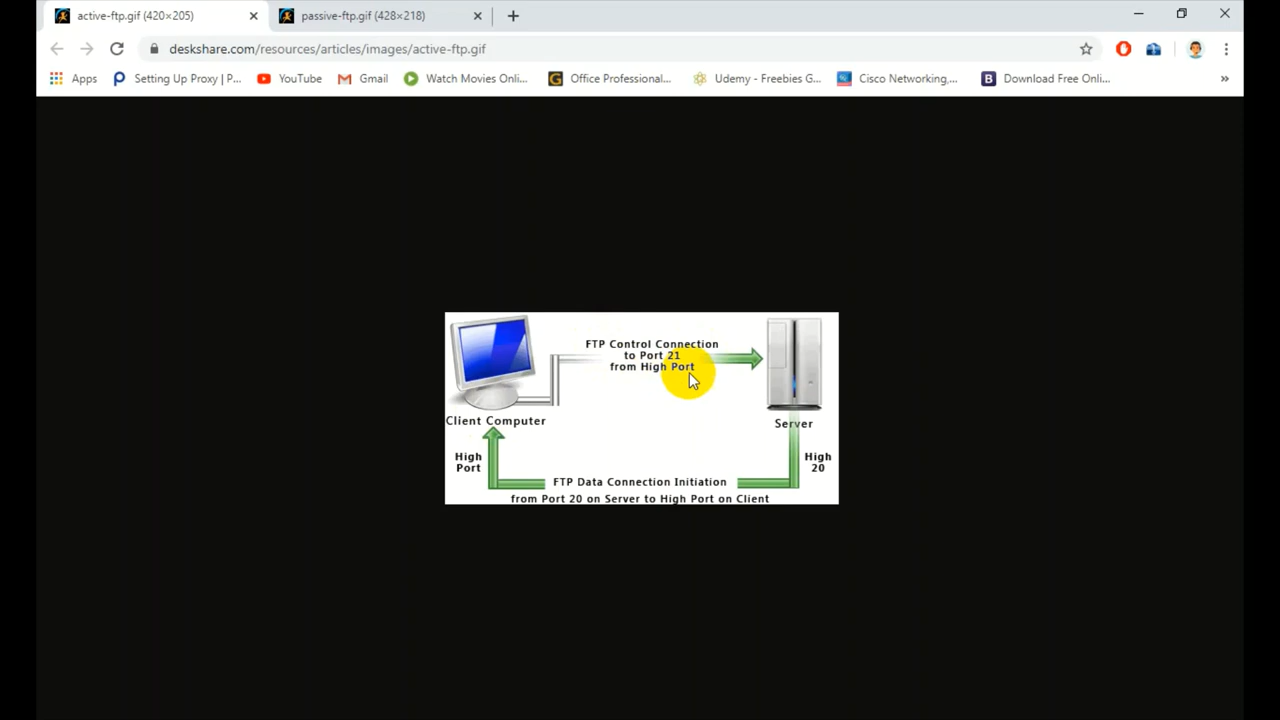 active-ftp.gif (420×205)
passive-ftp.gif (428×218)
deskshare.com/resources/articles/images/active-ftp.gif
Apps
Setting Up Proxy | P...
YouTube
Gmail
Watch Movies Onli...
Office Professional...
Udemy - Freebies G...
Cisco Networking,...
Download Free Onli...
FTP Control Connection
to Port 21
from High Port
Client Computer
Server
High
Port
High
20
FTP Data Connection Initiation
from Port 20 on Server to High Port on Client